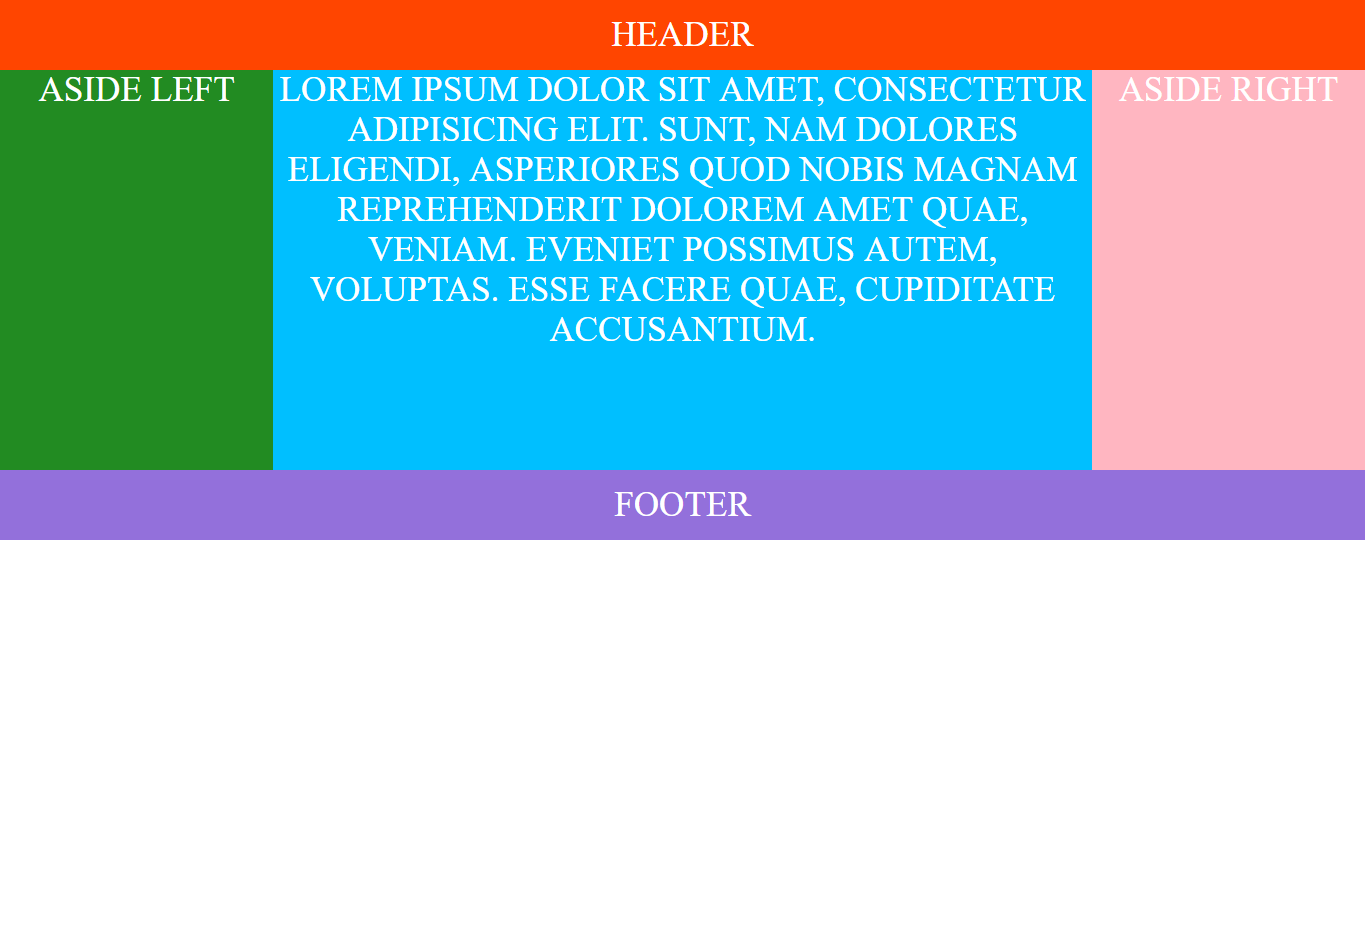 HEADER
ASIDE LEFT
LOREM IPSUM DOLOR SIT AMET, CONSECTETUR
ADIPISICING ELIT. SUNT, NAM DOLORES
ELIGENDI, ASPERIORES QUOD NOBIS MAGNAM
REPREHENDERIT DOLOREM AMET QUAE,
VENIAM. EVENIET POSSIMUS AUTEM,
VOLUPTAS. ESSE FACERE QUAE, CUPIDITATE
ACCUSANTIUM.
ASIDE RIGHT
FOOTER